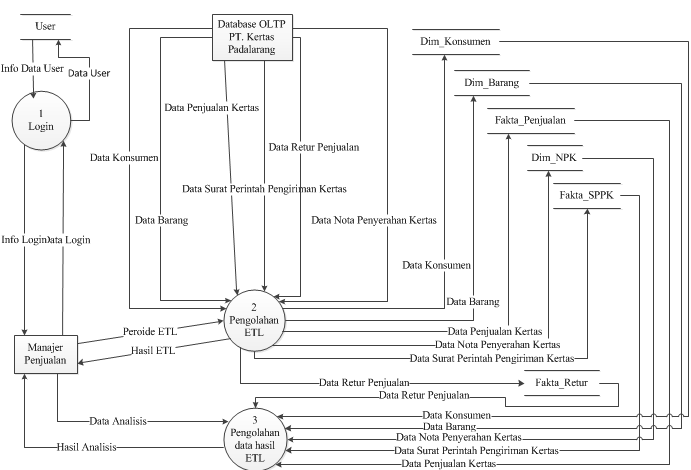 User
Database OLTP
PT. Kertas
Padalarang
Dim_Konsumen
Info Data User
Data User
Dim_Barang
Data Penjualan Kertas
Fakta_Penjualan
1
Login
Data Retur Penjualan
Data Konsumen
Dim_NPK
Data Surat Perintah Pengiriman Kertas
Fakta_SPPK
Data Barang
Data Nota Penyerahan Kertas
Info Login
Data Login
Data Konsumen
Data Barang
2
Pengolahan
ETL
Peroide ETL
Data Penjualan Kertas
Manajer
Penjualan
Hasil ETL
Data Nota Penyerahan Kertas
Data Surat Perintah Pengiriman Kertas
Data Retur Penjualan
Fakta_Retur
Data Retur Penjualan
Data Analisis
3
Pengolahan
data hasil
ETL
Data Konsumen
Data Barang
Data Nota Penyerahan Kertas
Hasil Analisis
Data Surat Perintah Pengiriman Kertas
Data Penjualan Kertas